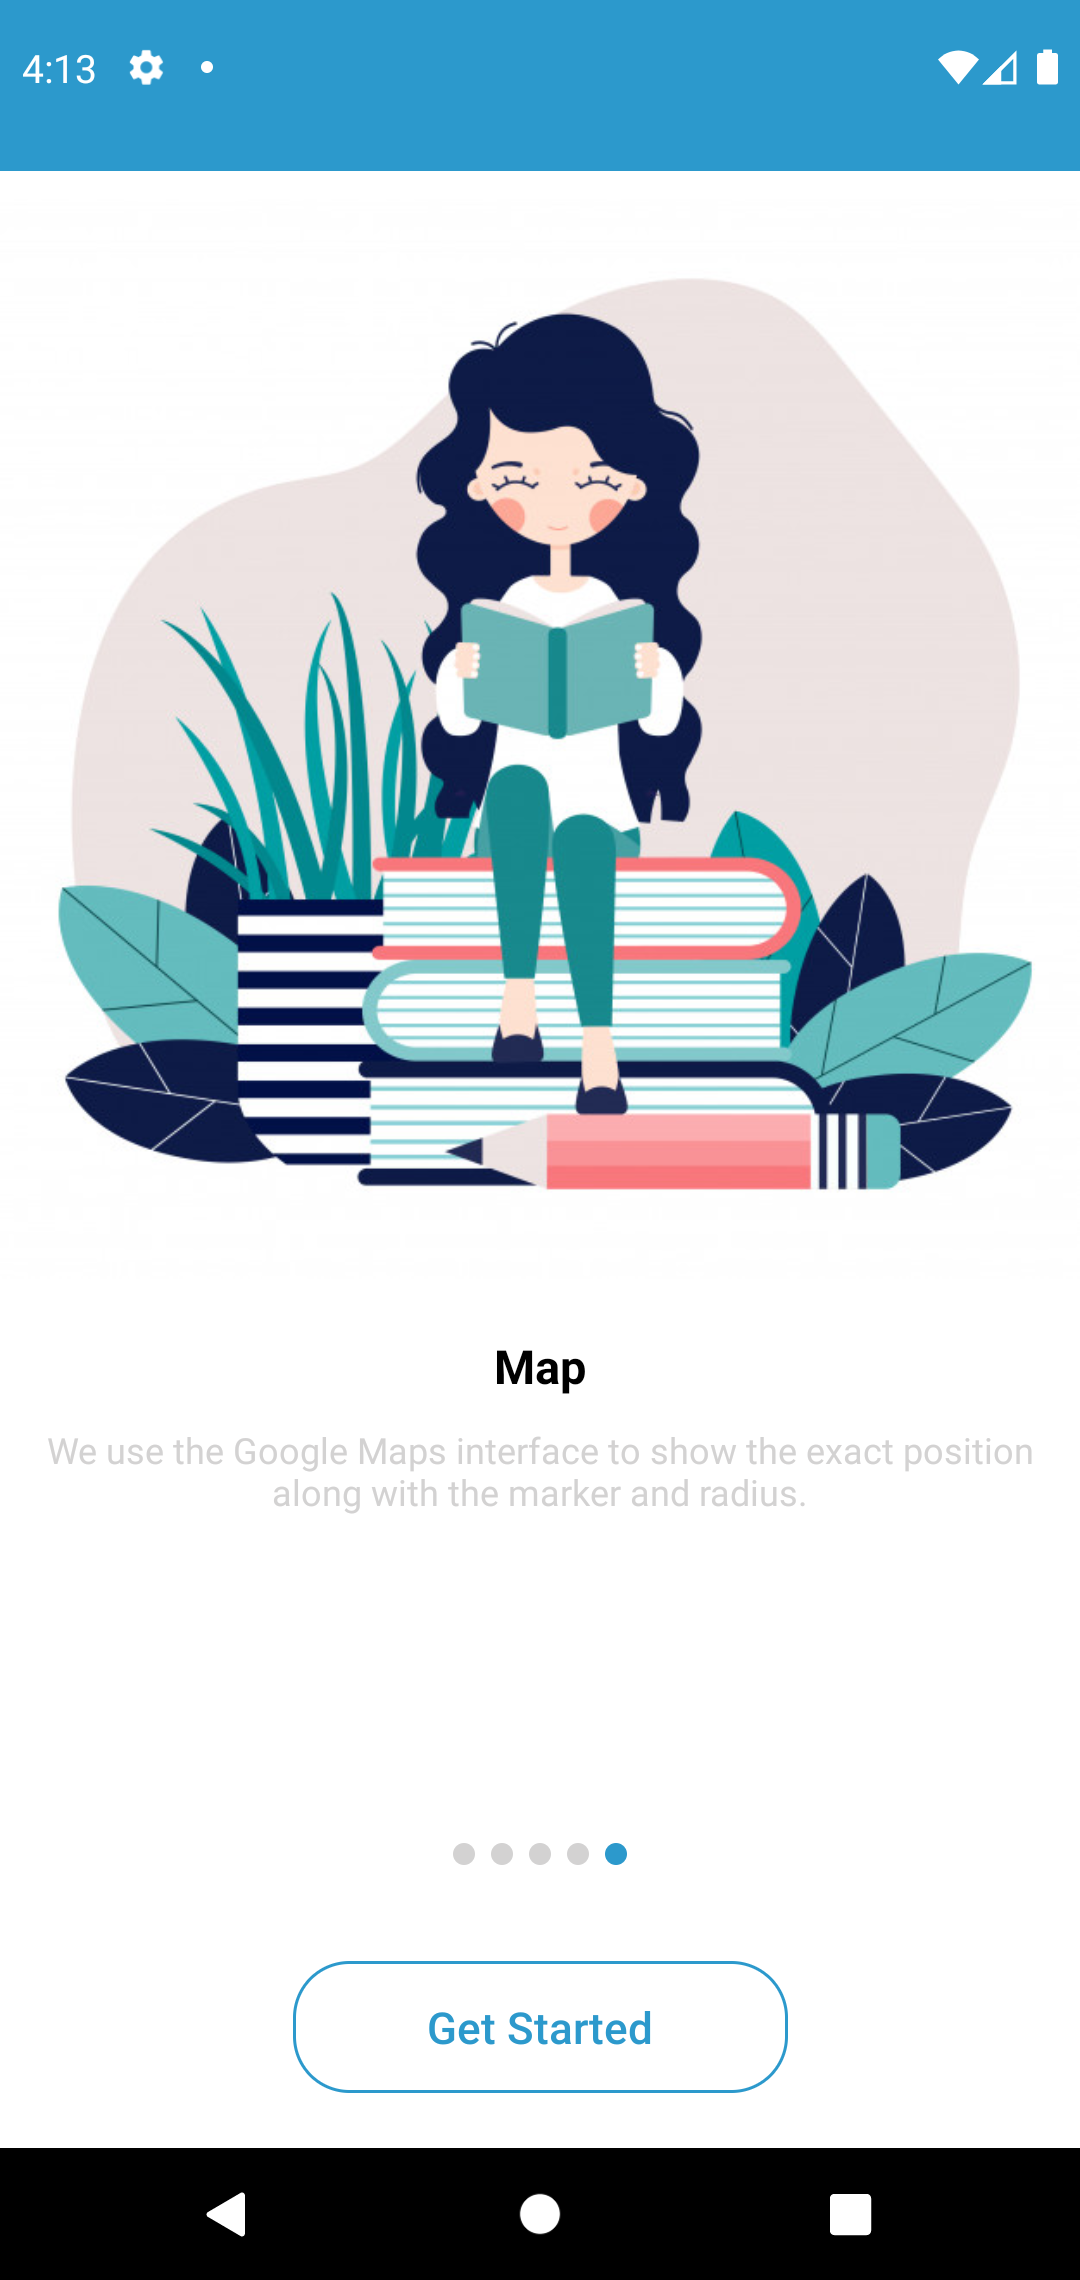 4:13
Map
We use the Google Maps interface to show the exact position
along with the marker and radius.
Get Started